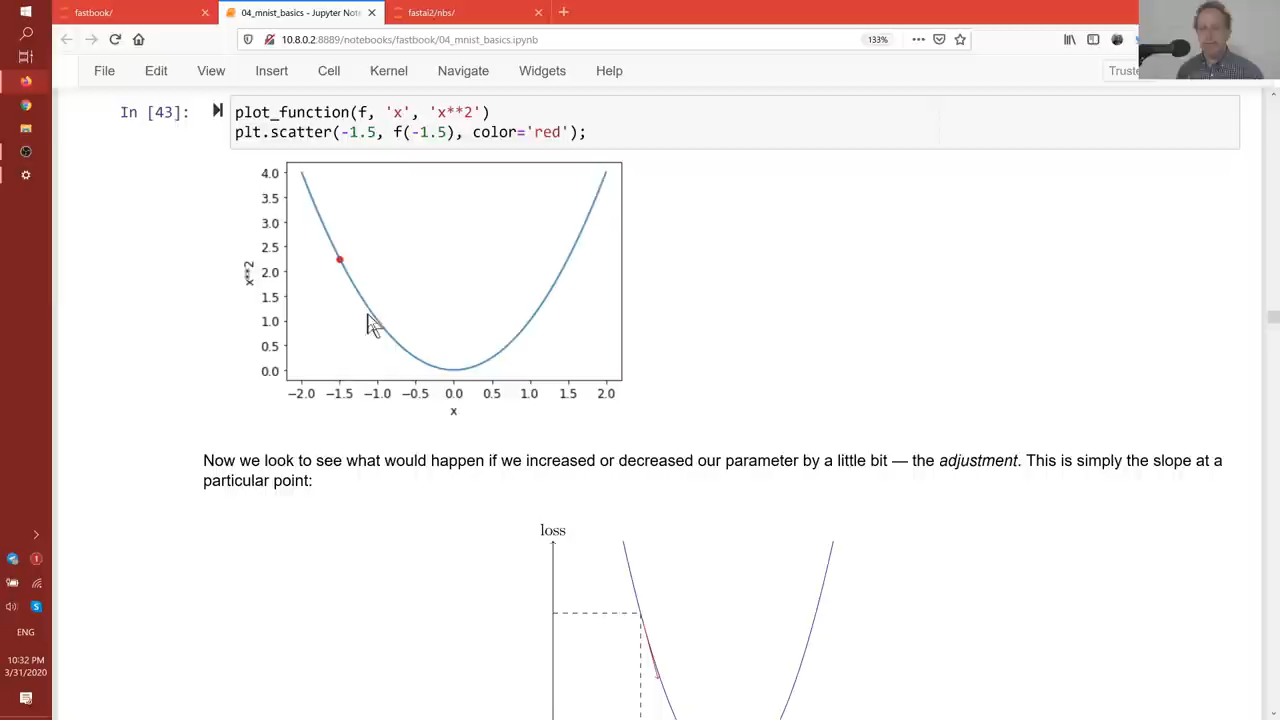 fastbook/
04_mnist_basics - Jupyter Note
fastai2/nbs/
10.8.0.2:8889/notebooks/fastbook/04_mnist_basics.ipynb
133%
File Edit View Insert Cell Kernel Navigate Widgets Help
Truste
In [43]:
plot_function(f, 'x', 'x**2')
plt.scatter(-1.5, f(-1.5), color='red');
4.0
3.5
3.0
2.5
2.0
1.5
1.0
0.5
0.0
x**2
−2.0 −1.5 −1.0 −0.5 0.0 0.5 1.0 1.5 2.0
x
Now we look to see what would happen if we increased or decreased our parameter by a little bit — the adjustment. This is simply the slope at a
particular point:
loss
1
ENG
10:32 PM
3/31/2020